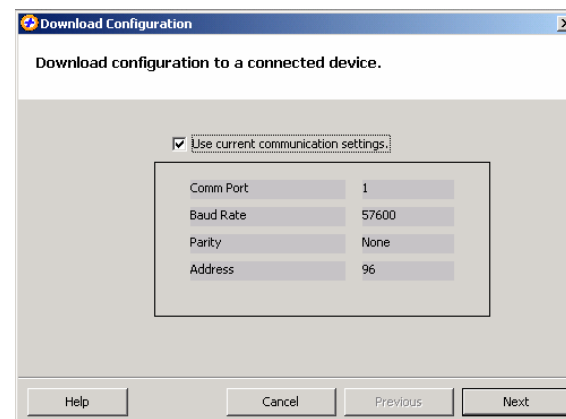 Download Configuration
Download configuration to a connected device.
Use current communication settings.
Comm Port 1
Baud Rate 57600
Parity None
Address 96
Help Cancel Previous Next